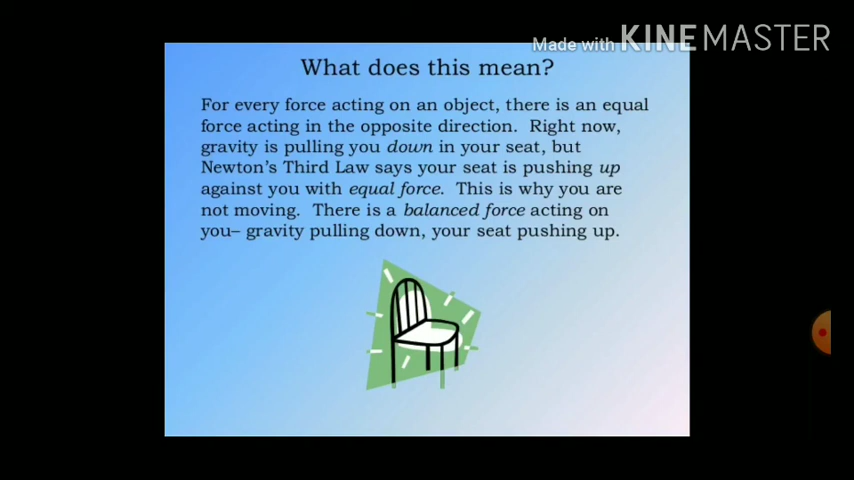 Made with KINEMASTER
What does this mean?
For every force acting on an object, there is an equal
force acting in the opposite direction. Right now,
gravity is pulling you down in your seat, but
Newton's Third Law says your seat is pushing up
against you with equal force. This is why you are
not moving. There is a balanced force acting on
you– gravity pulling down, your seat pushing up.